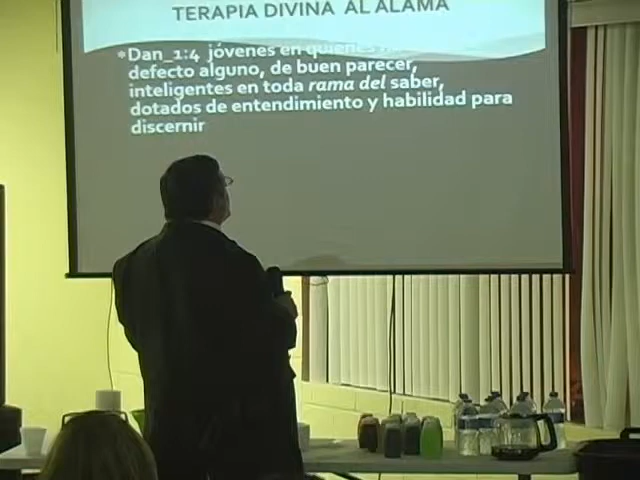 TERAPIA DIVINA AL ALAMA
*Dan_1:4 jóvenes en quienes
defecto alguno, de buen parecer,
inteligentes en toda rama del saber,
dotados de entendimiento y habilidad para
discernir